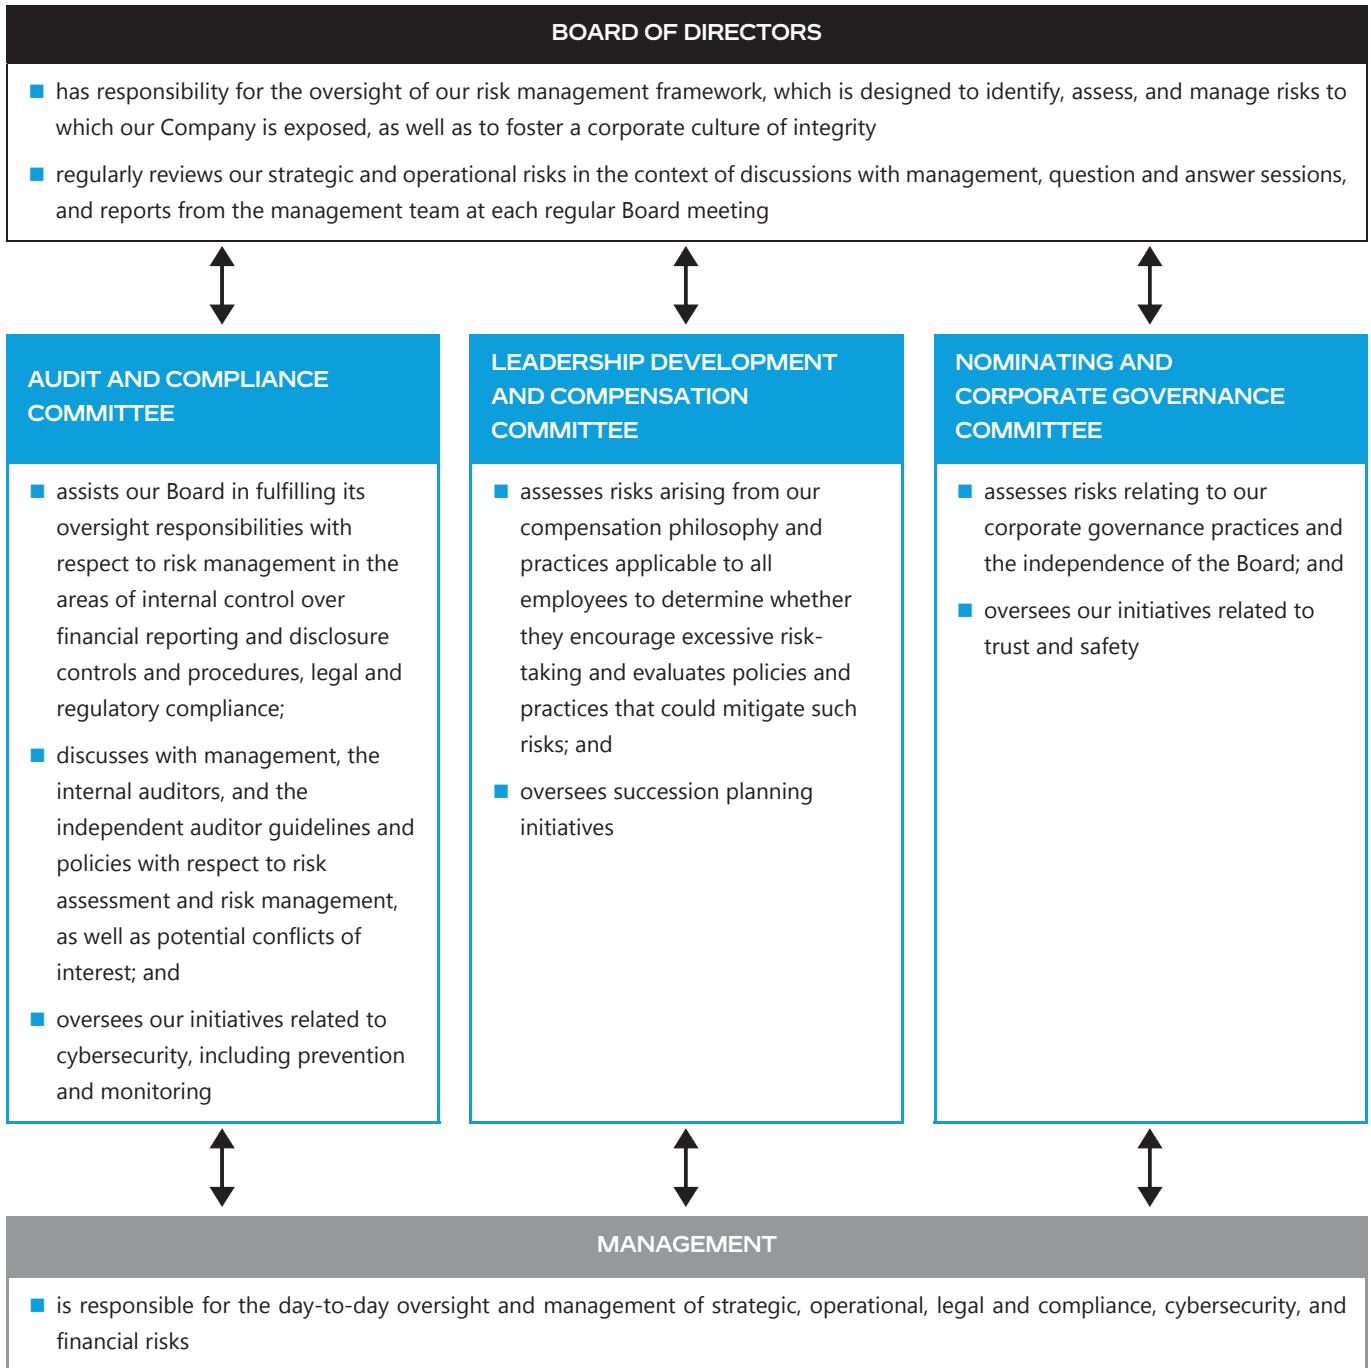 BOARD OF DIRECTORS
■ has responsibility for the oversight of our risk management framework, which is designed to identify, assess, and manage risks to
which our Company is exposed, as well as to foster a corporate culture of integrity
■ regularly reviews our strategic and operational risks in the context of discussions with management, question and answer sessions,
and reports from the management team at each regular Board meeting
AUDIT AND COMPLIANCE
COMMITTEE
■ assists our Board in fulfilling its
oversight responsibilities with
respect to risk management in the
areas of internal control over
financial reporting and disclosure
controls and procedures, legal and
regulatory compliance;
■ discusses with management, the
internal auditors, and the
independent auditor guidelines and
policies with respect to risk
assessment and risk management,
as well as potential conflicts of
interest; and
■ oversees our initiatives related to
cybersecurity, including prevention
and monitoring
LEADERSHIP DEVELOPMENT
AND COMPENSATION
COMMITTEE
■ assesses risks arising from our
compensation philosophy and
practices applicable to all
employees to determine whether
they encourage excessive risk-
taking and evaluates policies and
practices that could mitigate such
risks; and
■ oversees succession planning
initiatives
NOMINATING AND
CORPORATE GOVERNANCE
COMMITTEE
■ assesses risks relating to our
corporate governance practices and
the independence of the Board; and
■ oversees our initiatives related to
trust and safety
MANAGEMENT
■ is responsible for the day-to-day oversight and management of strategic, operational, legal and compliance, cybersecurity, and
financial risks